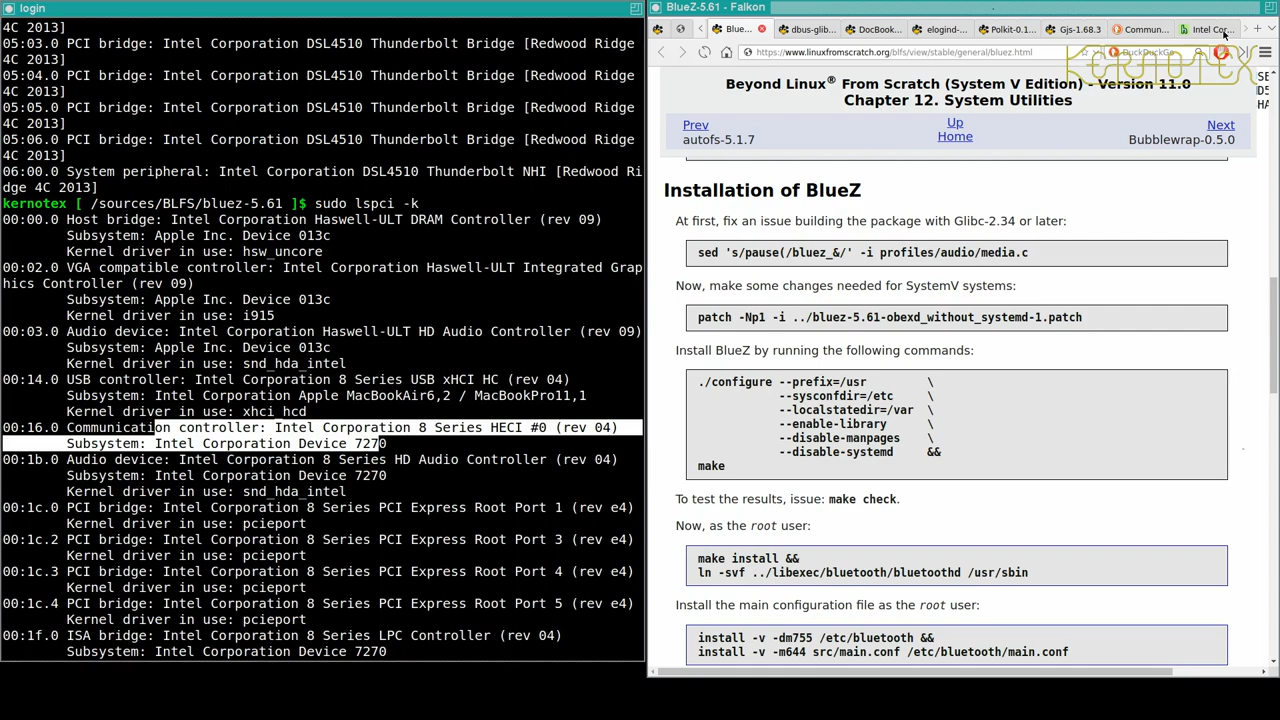 login
4C 2013]
05:03.0 PCI bridge: Intel Corporation DSL4510 Thunderbolt Bridge [Redwood Ridge
4C 2013]
05:04.0 PCI bridge: Intel Corporation DSL4510 Thunderbolt Bridge [Redwood Ridge
4C 2013]
05:05.0 PCI bridge: Intel Corporation DSL4510 Thunderbolt Bridge [Redwood Ridge
4C 2013]
05:06.0 PCI bridge: Intel Corporation DSL4510 Thunderbolt Bridge [Redwood Ridge
4C 2013]
06:00.0 System peripheral: Intel Corporation DSL4510 Thunderbolt NHI [Redwood Ri
dge 4C 2013]
kernotex [ /sources/BLFS/bluez-5.61 ]$ sudo lspci -k
00:00.0 Host bridge: Intel Corporation Haswell-ULT DRAM Controller (rev 09)
Subsystem: Apple Inc. Device 013c
Kernel driver in use: hsw_uncore
00:02.0 VGA compatible controller: Intel Corporation Haswell-ULT Integrated Grap
hics Controller (rev 09)
Subsystem: Apple Inc. Device 013c
Kernel driver in use: i915
00:03.0 Audio device: Intel Corporation Haswell-ULT HD Audio Controller (rev 09)
Subsystem: Apple Inc. Device 013c
Kernel driver in use: snd_hda_intel
00:14.0 USB controller: Intel Corporation 8 Series USB xHCI HC (rev 04)
Subsystem: Intel Corporation Apple MacBookAir6,2 / MacBookPro11,1
Kernel driver in use: xhci_hcd
00:16.0 Communication controller: Intel Corporation 8 Series HECI #0 (rev 04)
Subsystem: Intel Corporation Device 7270
00:1b.0 Audio device: Intel Corporation 8 Series HD Audio Controller (rev 04)
Subsystem: Intel Corporation Device 7270
Kernel driver in use: snd_hda_intel
00:1c.0 PCI bridge: Intel Corporation 8 Series PCI Express Root Port 1 (rev e4)
Kernel driver in use: pcieport
00:1c.2 PCI bridge: Intel Corporation 8 Series PCI Express Root Port 3 (rev e4)
Kernel driver in use: pcieport
00:1c.3 PCI bridge: Intel Corporation 8 Series PCI Express Root Port 4 (rev e4)
Kernel driver in use: pcieport
00:1c.4 PCI bridge: Intel Corporation 8 Series PCI Express Root Port 5 (rev e4)
Kernel driver in use: pcieport
00:1f.0 ISA bridge: Intel Corporation 8 Series LPC Controller (rev 04)
Subsystem: Intel Corporation Device 7270
BlueZ-5.61 - Falkon
Blue... dbus-glib... DocBook... elogind-... Polkit-0.1... Gjs-1.68.3 Commun... Intel Cor...
https://www.linuxfromscratch.org/blfs/view/stable/general/bluez.html
DuckDuckGo
KERNOTEX
Beyond Linux® From Scratch (System V Edition) - Version 11.0
Chapter 12. System Utilities
Prev Up Next
autofs-5.1.7 Home Bubblewrap-0.5.0
Installation of BlueZ
At first, fix an issue building the package with Glibc-2.34 or later:
sed 's/pause(/bluez_&/' -i profiles/audio/media.c
Now, make some changes needed for SystemV systems:
patch -Np1 -i ../bluez-5.61-obexd_without_systemd-1.patch
Install BlueZ by running the following commands:
./configure --prefix=/usr \
--sysconfdir=/etc \
--localstatedir=/var \
--enable-library \
--disable-manpages \
--disable-systemd &&
make
To test the results, issue: make check.
Now, as the root user:
make install &&
ln -svf ../libexec/bluetooth/bluetoothd /usr/sbin
Install the main configuration file as the root user:
install -v -dm755 /etc/bluetooth &&
install -v -m644 src/main.conf /etc/bluetooth/main.conf